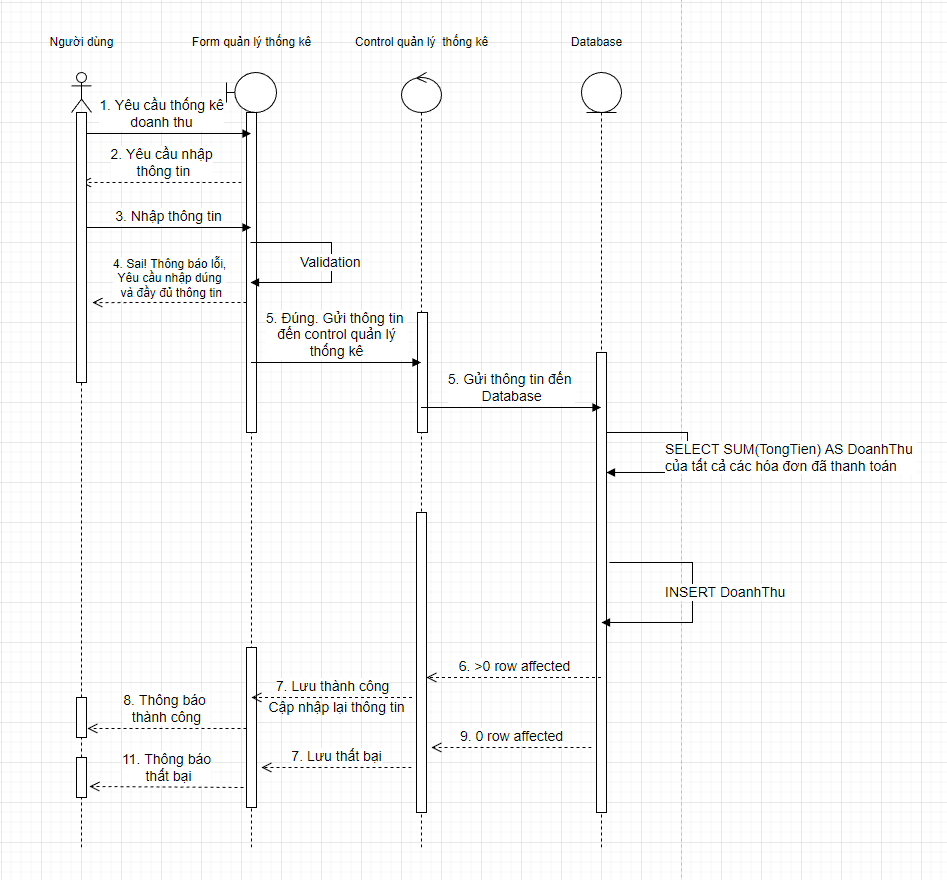 Người dùng
Form quản lý thống kê
Control quản lý  thống kê
Database
1. Yêu cầu thống kê
doanh thu
2. Yêu cầu nhập
thông tin
3. Nhập thông tin
Validation
4. Sai! Thông báo lỗi,
Yêu cầu nhập dúng
và đầy đủ thông tin
5. Đúng. Gửi thông tin
đến control quản lý
thống kê
5. Gửi thông tin đến
Database
SELECT SUM(TongTien) AS DoanhThu
của tất cả các hóa đơn đã thanh toán
INSERT DoanhThu
6. >0 row affected
7. Lưu thành công
Cập nhập lại thông tin
8. Thông báo
thành công
9. 0 row affected
7. Lưu thất bại
11. Thông báo
thất bại